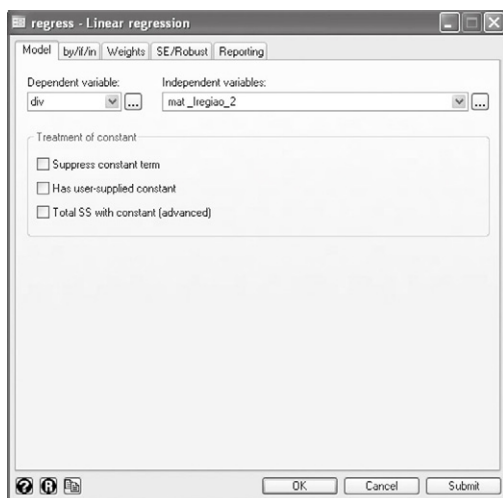 regress - Linear regression
Model by/if/in Weights SE/Robust Reporting
Dependent variable: Independent variables:
div ... mat _Iregiao_2 ...
Treatment of constant
Suppress constant term
Has user-supplied constant
Total SS with constant (advanced)
? R OK Cancel Submit